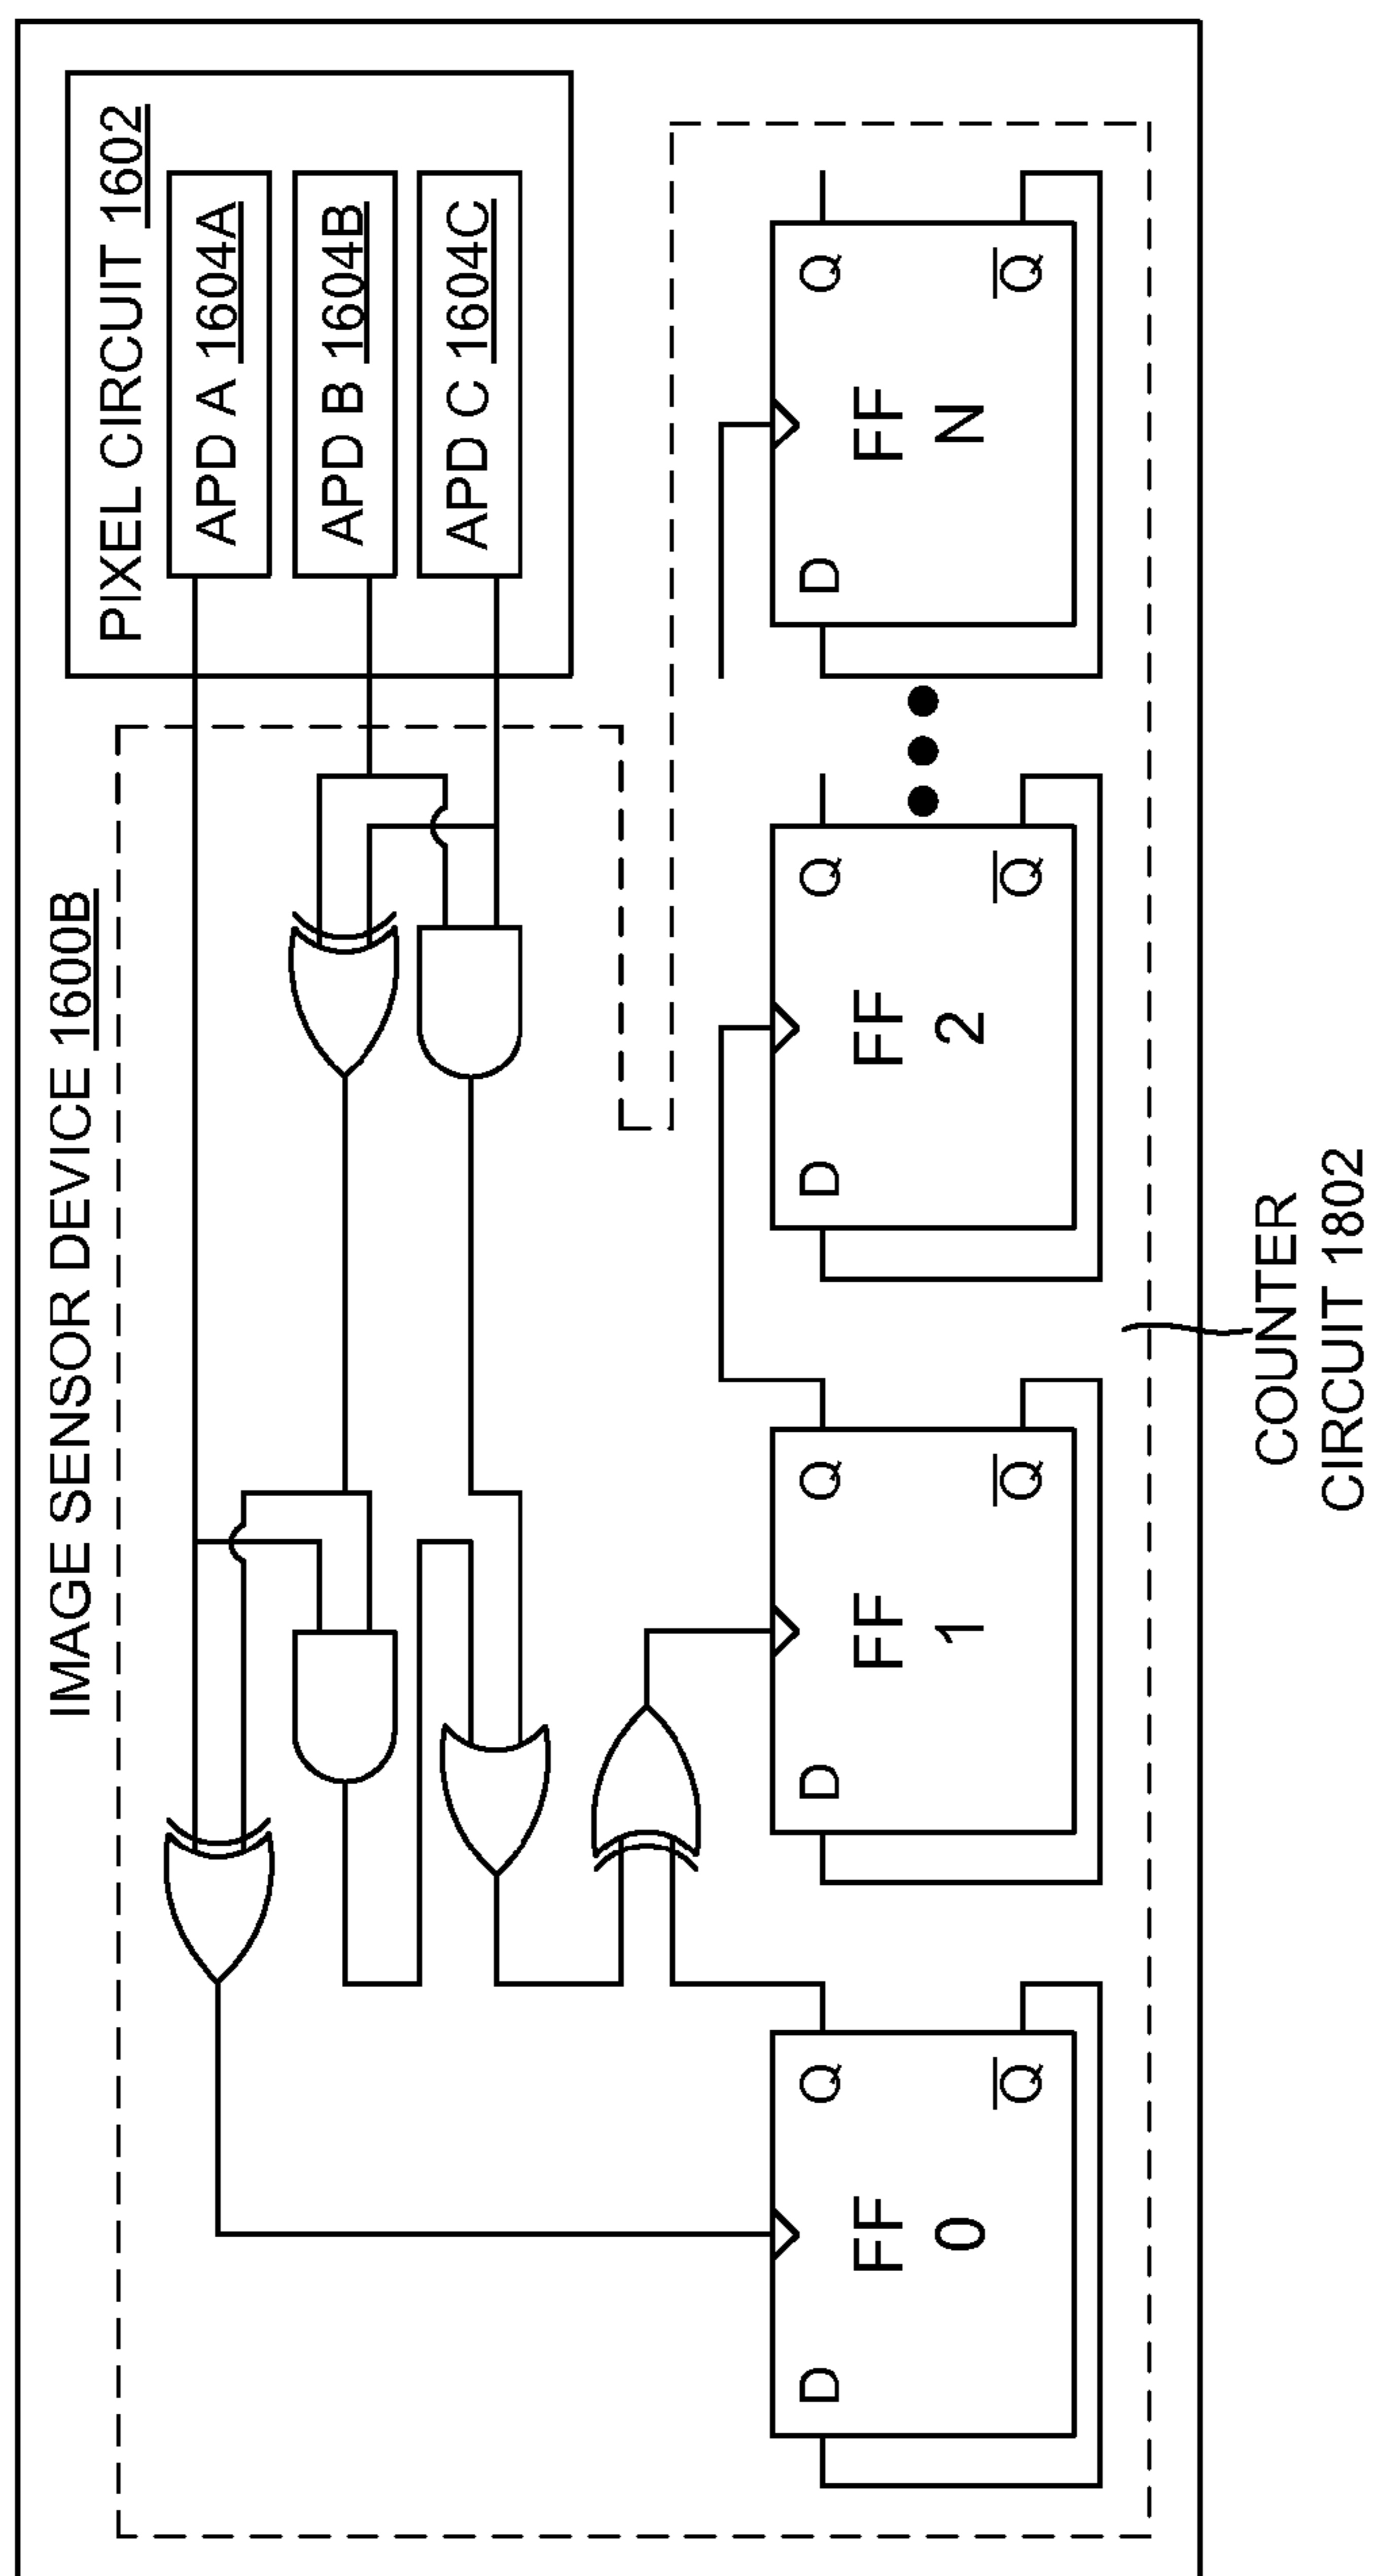 IMAGE SENSOR DEVICE 1600B
PIXEL CIRCUIT 1602
APD A 1604A
APD B 1604B
APD C 1604C
D
Q
FF
0
Q̅
D
Q
FF
1
Q̅
D
Q
FF
2
Q̅
D
Q
FF
N
Q̅
COUNTER
CIRCUIT 1802